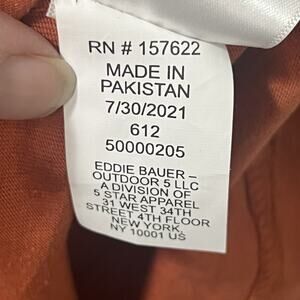 RN # 157622
MADE IN
PAKISTAN
7/30/2021
612
50000205
EDDIE BAUER –
OUTDOOR 5 LLC
A DIVISION OF
5 STAR APPAREL
31 WEST 34TH
STREET 4TH FLOOR
NEW YORK,
NY 10001 US